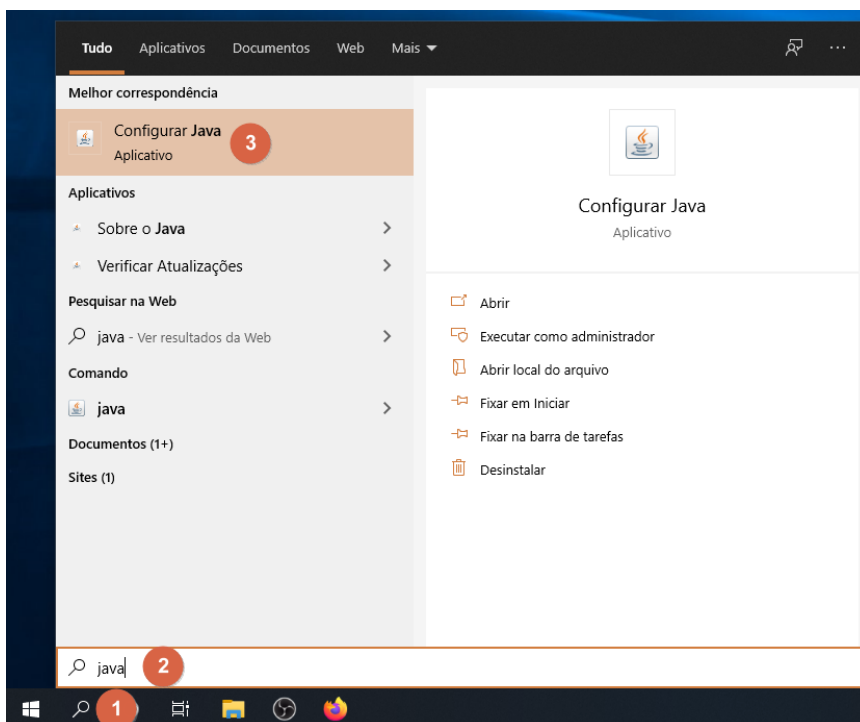 Tudo Aplicativos Documentos Web Mais
Melhor correspondência
Configurar Java
Aplicativo
3
Aplicativos
Sobre o Java
Verificar Atualizações
Pesquisar na Web
java - Ver resultados da Web
Comando
java
Documentos (1+)
Sites (1)
Configurar Java
Aplicativo
Abrir
Executar como administrador
Abrir local do arquivo
Fixar em Iniciar
Fixar na barra de tarefas
Desinstalar
java
2
1